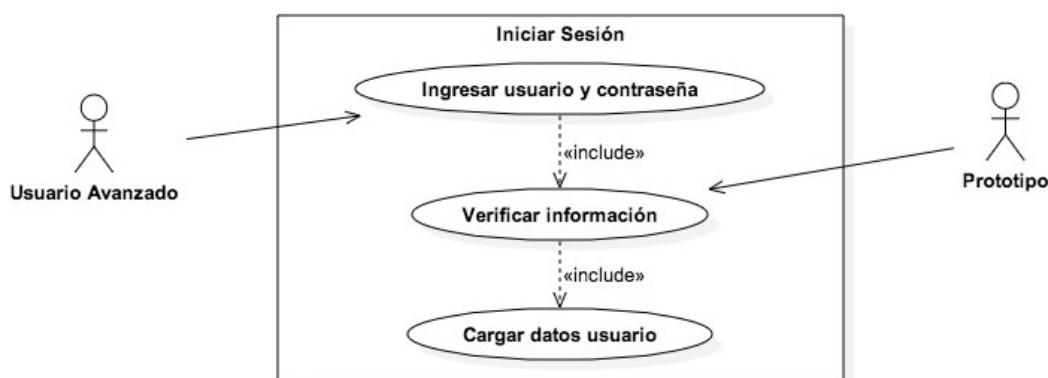 Iniciar Sesión
Ingresar usuario y contraseña
«include»
Usuario Avanzado
Prototipo
Verificar información
«include»
Cargar datos usuario